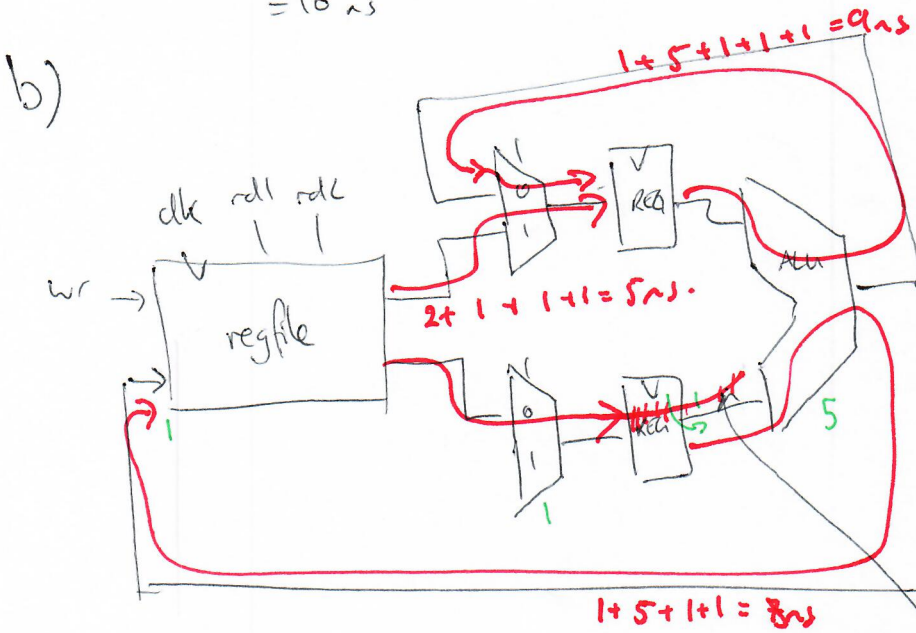 = 10 ns
1 + 5 + 1 + 1 + 1 = 9ns
b)
clk rd1 rd2
0
1
REG
ALU
wr →
2 + 1 + 1 + 1 = 5ns.
regfile
0
1
REG
5
1
1
1 + 5 + 1 + 1 = 8ns